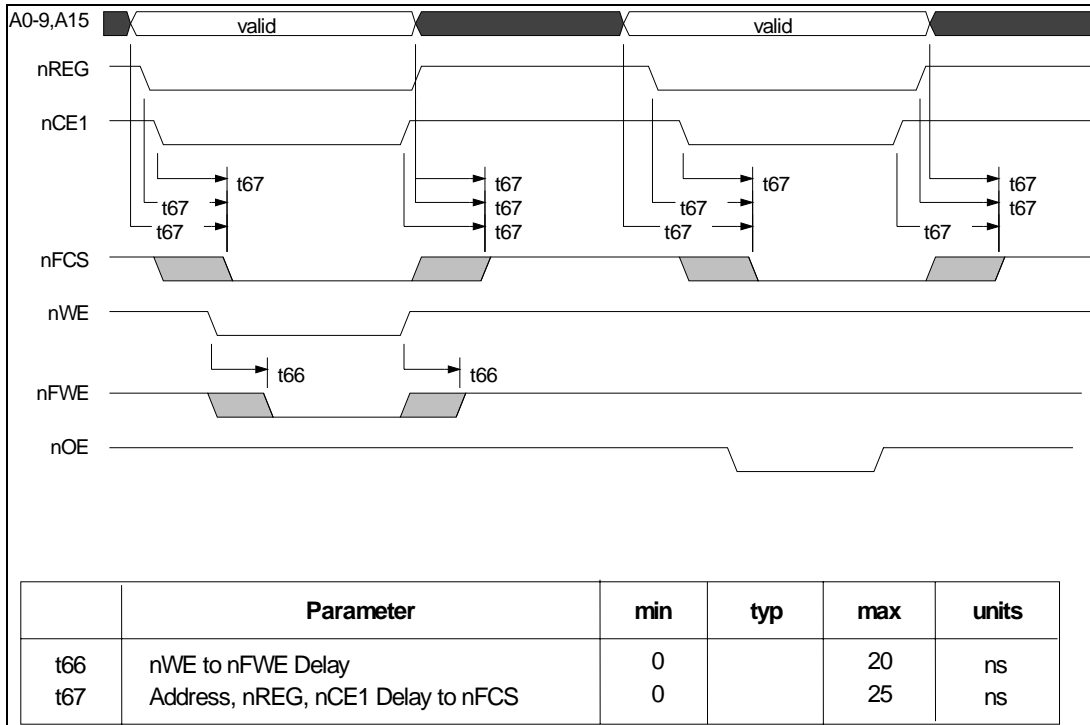 A0-9,A15 valid valid
nREG
nCE1
t67 t67 t67 t67
t67 t67 t67 t67
t67 t67 t67 t67
nFCS
nWE
t66 t66
nFWE
nOE
Parameter min typ max units
t66 nWE to nFWE Delay 0 20 ns
t67 Address, nREG, nCE1 Delay to nFCS 0 25 ns